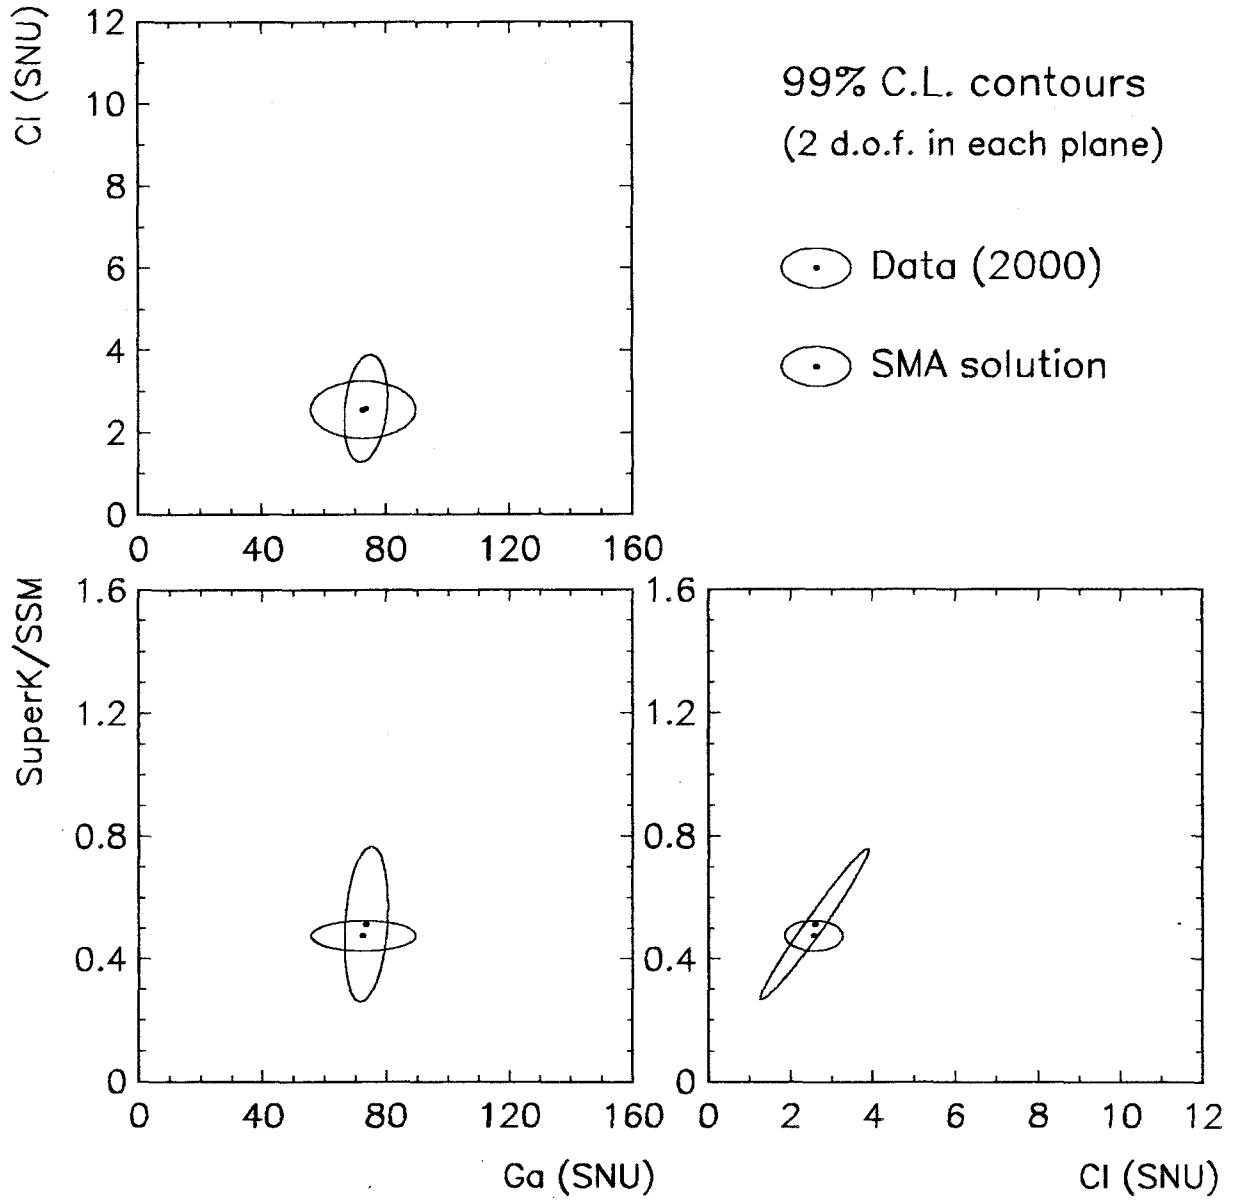 Cl (SNU)
12
10
8
6
4
2
0
0 40 80 120 160
99% C.L. contours
(2 d.o.f. in each plane)
Data (2000)
SMA solution
SuperK/SSM
1.6
1.2
0.8
0.4
0
0 40 80 120 160
Ga (SNU)
1.6
1.2
0.8
0.4
0
0 2 4 6 8 10 12
Cl (SNU)